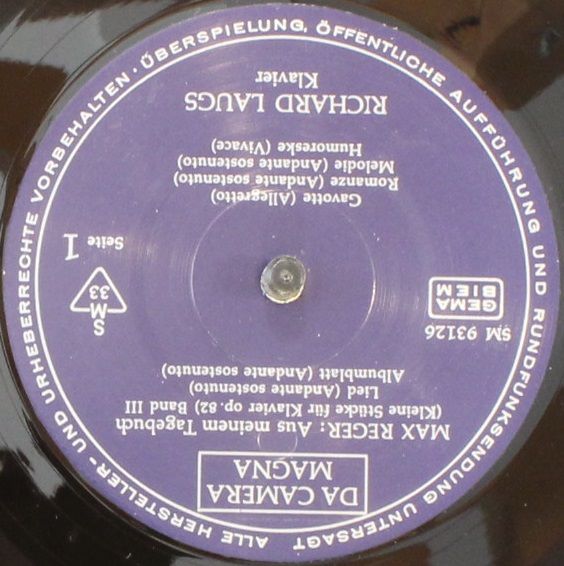 DA CAMERA
MAGNA
MAX REGER: Aus meinem Tagebuch
(Kleine Stücke für Klavier op. 82) Band III
Lied (Andante sostenuto)
Albumblatt (Andante sostenuto)
SM 93126
GEMA
BIEM
S
M
33
Seite 1
Gavotte (Allegretto)
Romanze (Andante sostenuto)
Melodie (Andante sostenuto)
Humoreske (Vivace)
RICHARD LAUGS
Klavier
ALLE HERSTELLER- UND URHEBERRECHTE VORBEHALTEN · ÜBERSPIELUNG, ÖFFENTLICHE AUFFÜHRUNG UND RUNDFUNKSENDUNG UNTERSAGT